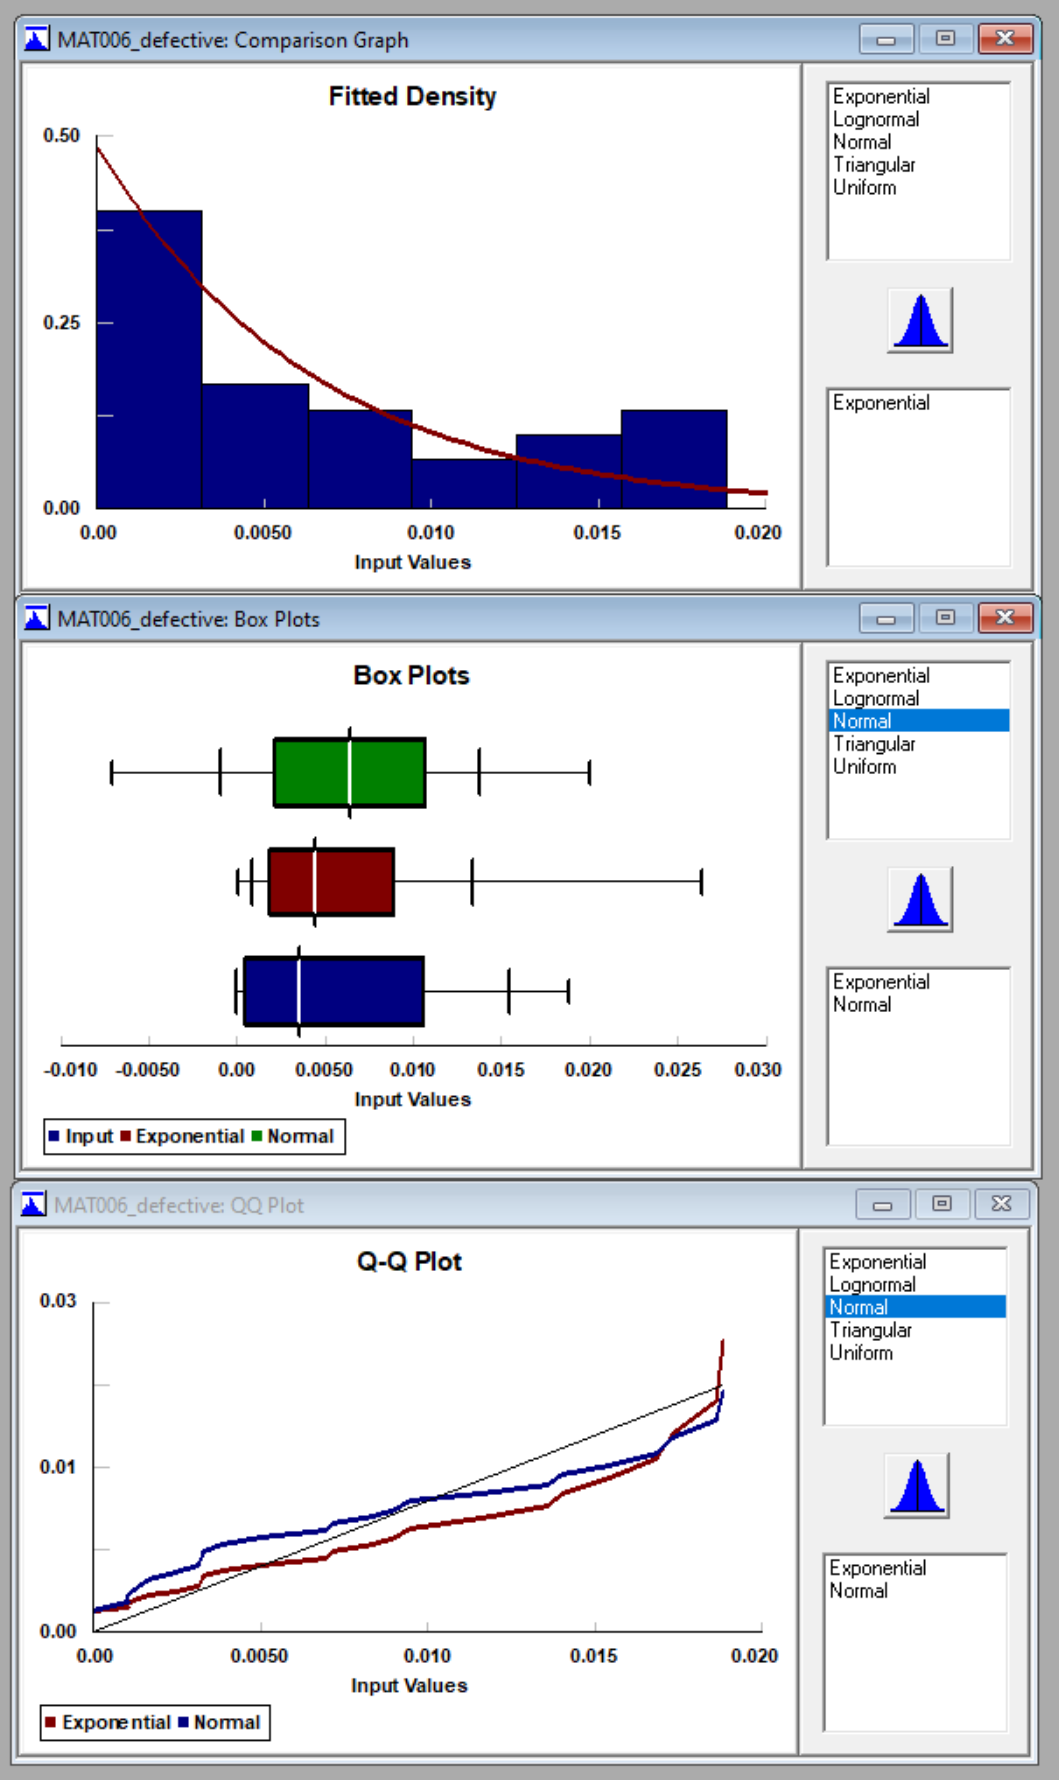 MAT006_defective: Comparison Graph
Fitted Density
0.50
0.25
0.00
0.00 0.0050 0.010 0.015 0.020
Input Values
Exponential
Lognormal
Normal
Triangular
Uniform
Exponential
MAT006_defective: Box Plots
Box Plots
-0.010 -0.0050 0.00 0.0050 0.010 0.015 0.020 0.025 0.030
Input Values
Input Exponential Normal
Exponential
Lognormal
Normal
Triangular
Uniform
Exponential
Normal
MAT006_defective: QQ Plot
Q-Q Plot
0.03
0.01
0.00
0.00 0.0050 0.010 0.015 0.020
Input Values
Exponential Normal
Exponential
Lognormal
Normal
Triangular
Uniform
Exponential
Normal